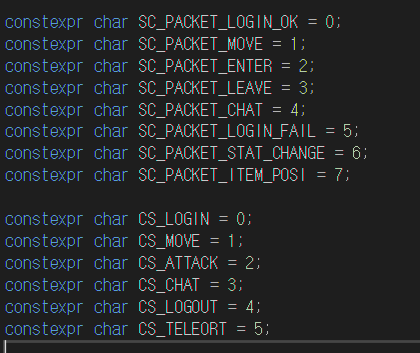 constexpr char SC_PACKET_LOGIN_OK = 0;
constexpr char SC_PACKET_MOVE = 1;
constexpr char SC_PACKET_ENTER = 2;
constexpr char SC_PACKET_LEAVE = 3;
constexpr char SC_PACKET_CHAT = 4;
constexpr char SC_PACKET_LOGIN_FAIL = 5;
constexpr char SC_PACKET_STAT_CHANGE = 6;
constexpr char SC_PACKET_ITEM_POSI = 7;
constexpr char CS_LOGIN = 0;
constexpr char CS_MOVE = 1;
constexpr char CS_ATTACK = 2;
constexpr char CS_CHAT = 3;
constexpr char CS_LOGOUT = 4;
constexpr char CS_TELEORT = 5;